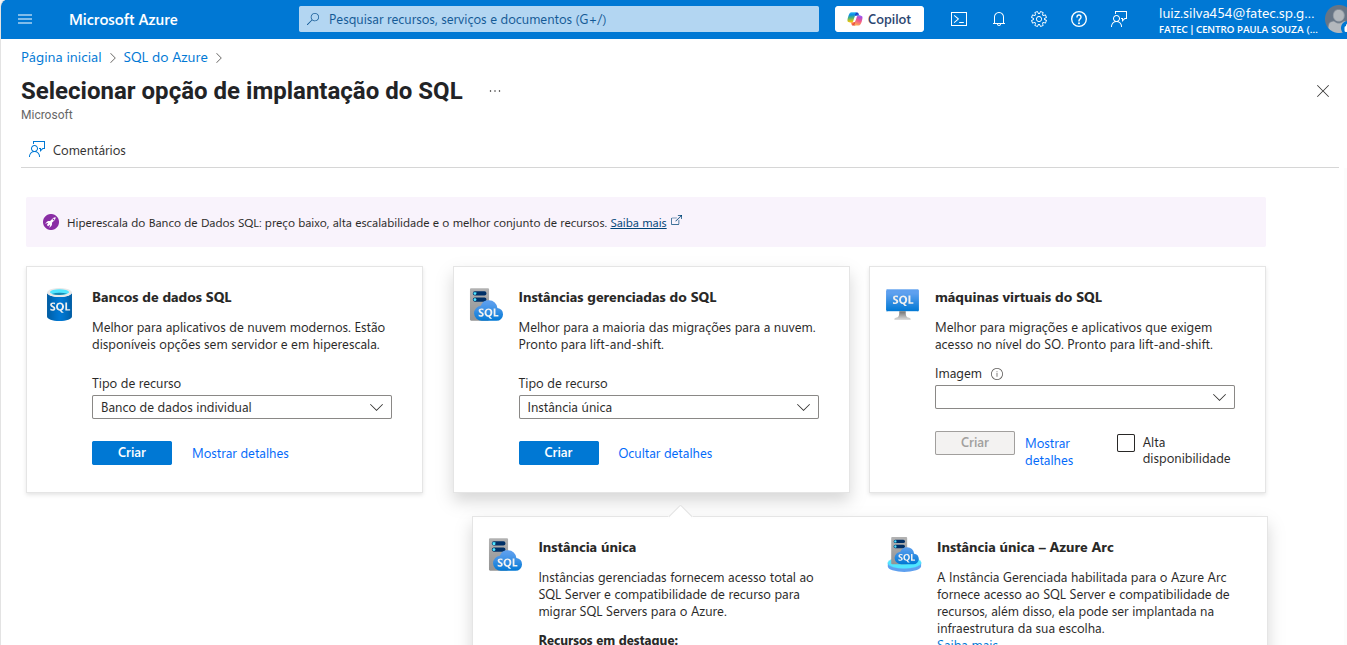 Microsoft Azure
Pesquisar recursos, serviços e documentos (G+/)
Copilot
luiz.silva454@fatec.sp.g...
FATEC | CENTRO PAULA SOUZA (...
Página inicial > SQL do Azure >
Selecionar opção de implantação do SQL ...
Microsoft
Comentários
Hiperescala do Banco de Dados SQL: preço baixo, alta escalabilidade e o melhor conjunto de recursos. Saiba mais
SQL
Bancos de dados SQL
Melhor para aplicativos de nuvem modernos. Estão
disponíveis opções sem servidor e em hiperescala.
Tipo de recurso
Banco de dados individual
Criar
Mostrar detalhes
SQL
Instâncias gerenciadas do SQL
Melhor para a maioria das migrações para a nuvem.
Pronto para lift-and-shift.
Tipo de recurso
Instância única
Criar
Ocultar detalhes
SQL
máquinas virtuais do SQL
Melhor para migrações e aplicativos que exigem
acesso no nível do SO. Pronto para lift-and-shift.
Imagem
Criar
Mostrar
detalhes
Alta
disponibilidade
SQL
Instância única
Instâncias gerenciadas fornecem acesso total ao
SQL Server e compatibilidade de recurso para
migrar SQL Servers para o Azure.
Recursos em destaque:
SQL
Instância única – Azure Arc
A Instância Gerenciada habilitada para o Azure Arc
fornece acesso ao SQL Server e compatibilidade de
recursos, além disso, ela pode ser implantada na
infraestrutura da sua escolha.
Saiba mais